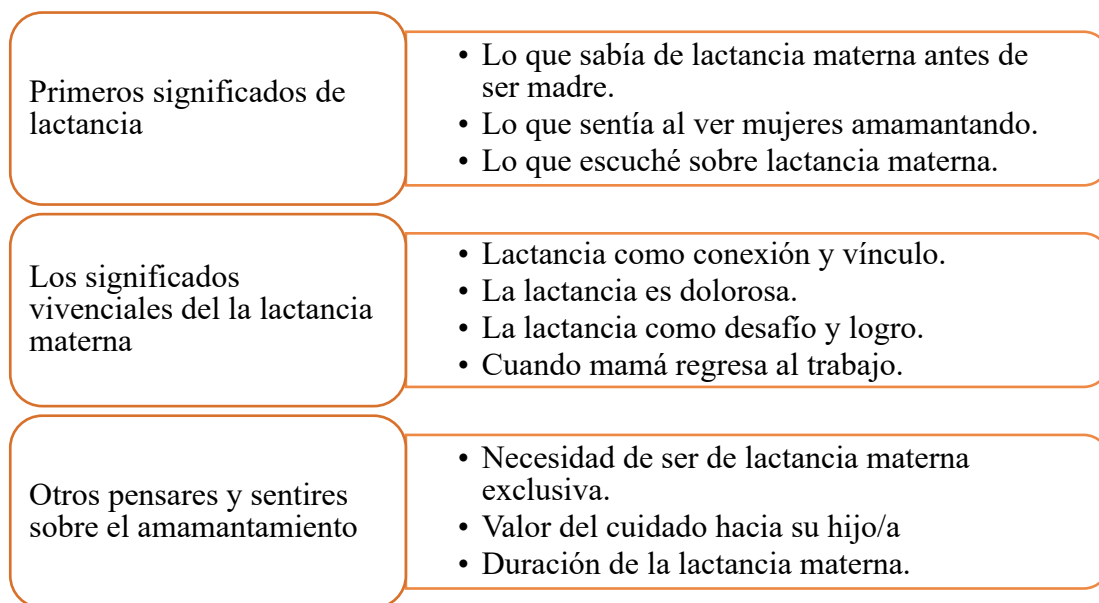 Primeros significados de
lactancia
• Lo que sabía de lactancia materna antes de
ser madre.
• Lo que sentía al ver mujeres amamantando.
• Lo que escuché sobre lactancia materna.
Los significados
vivenciales del la lactancia
materna
• Lactancia como conexión y vínculo.
• La lactancia es dolorosa.
• La lactancia como desafío y logro.
• Cuando mamá regresa al trabajo.
Otros pensares y sentires
sobre el amamantamiento
• Necesidad de ser de lactancia materna
exclusiva.
• Valor del cuidado hacia su hijo/a
• Duración de la lactancia materna.